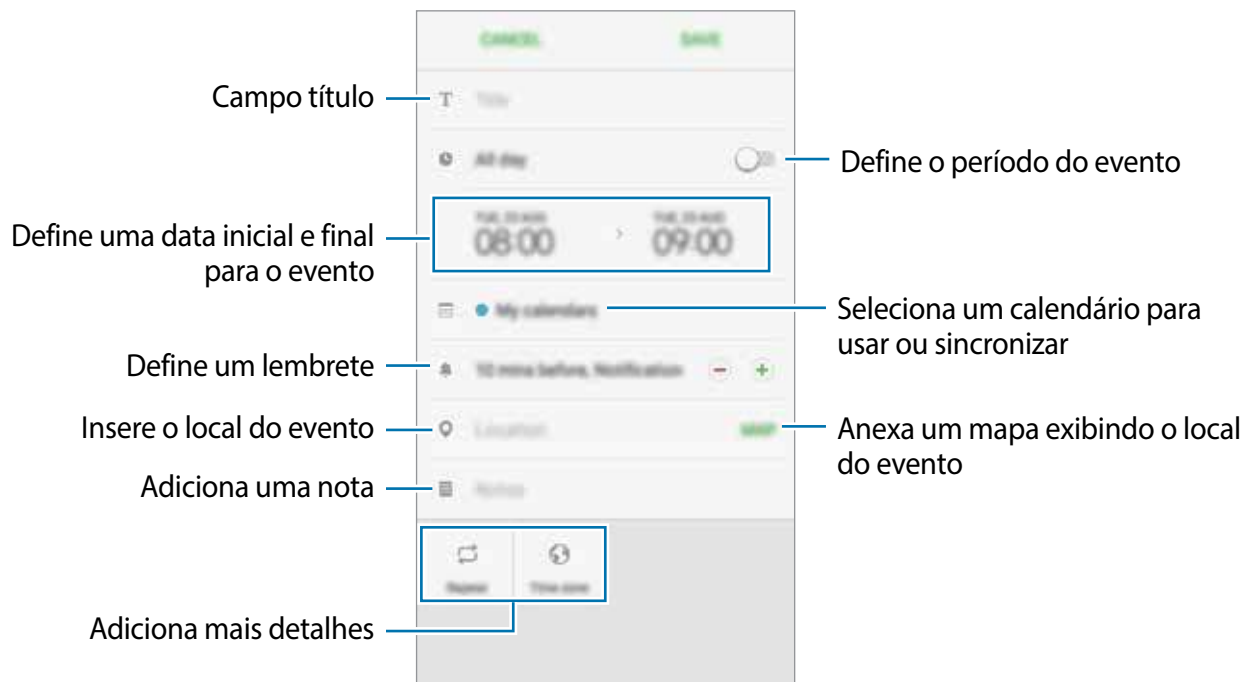 CANCEL
SAVE
Campo título
Title
All day
Define o período do evento
Define uma data inicial e final
para o evento
08:00
09:00
My calendars
Seleciona um calendário para
usar ou sincronizar
Define um lembrete
10 mins before, Notification
Insere o local do evento
Location
MAP
Anexa um mapa exibindo o local
do evento
Adiciona uma nota
Notes
Repeat
Time zone
Adiciona mais detalhes